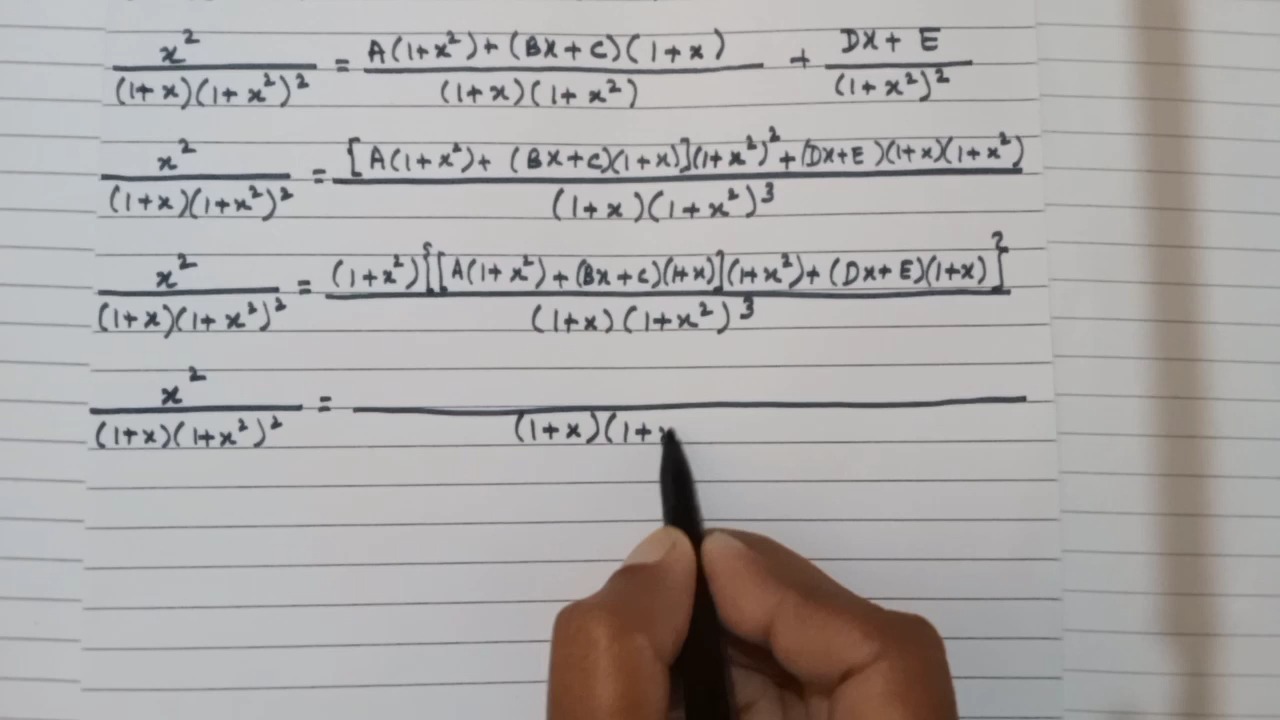 x² / (1+x)(1+x²)² = A(1+x²)+(Bx+C)(1+x) / (1+x)(1+x²) + Dx+E / (1+x²)²
x² / (1+x)(1+x²)² = [A(1+x²)+(Bx+C)(1+x)](1+x²)²+(Dx+E)(1+x)(1+x²) / (1+x)(1+x²)³
x² / (1+x)(1+x²)² = (1+x²){[A(1+x²)+(Bx+C)(1+x)](1+x²)+(Dx+E)(1+x)} / (1+x)(1+x²)³
x² / (1+x)(1+x²)² = / (1+x)(1+x